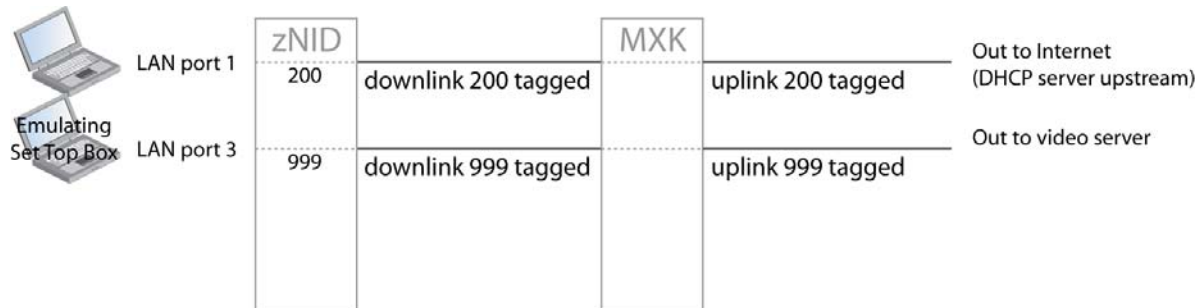 zNID
MXK
LAN port 1
200
downlink 200 tagged
uplink 200 tagged
Out to Internet
(DHCP server upstream)
Emulating
Set Top Box
LAN port 3
999
downlink 999 tagged
uplink 999 tagged
Out to video server